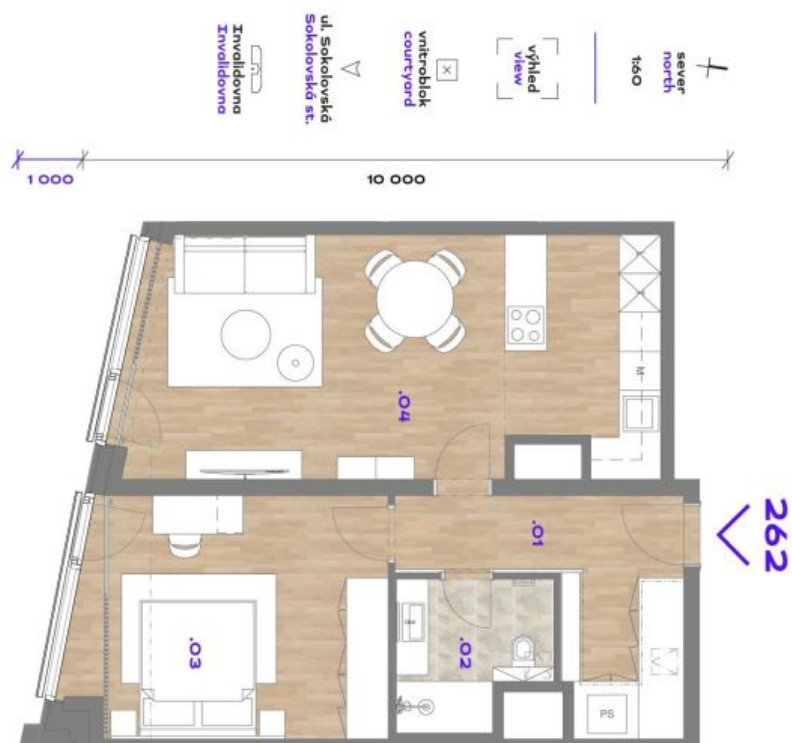 sever
north
1:60
výhled
view
vnitroblok
courtyard
ul. Sokolovská
Sokolovská st.
Invalidovna
Invalidovna
1 000
10 000
262
.04
M
.01
.02
.03
PS